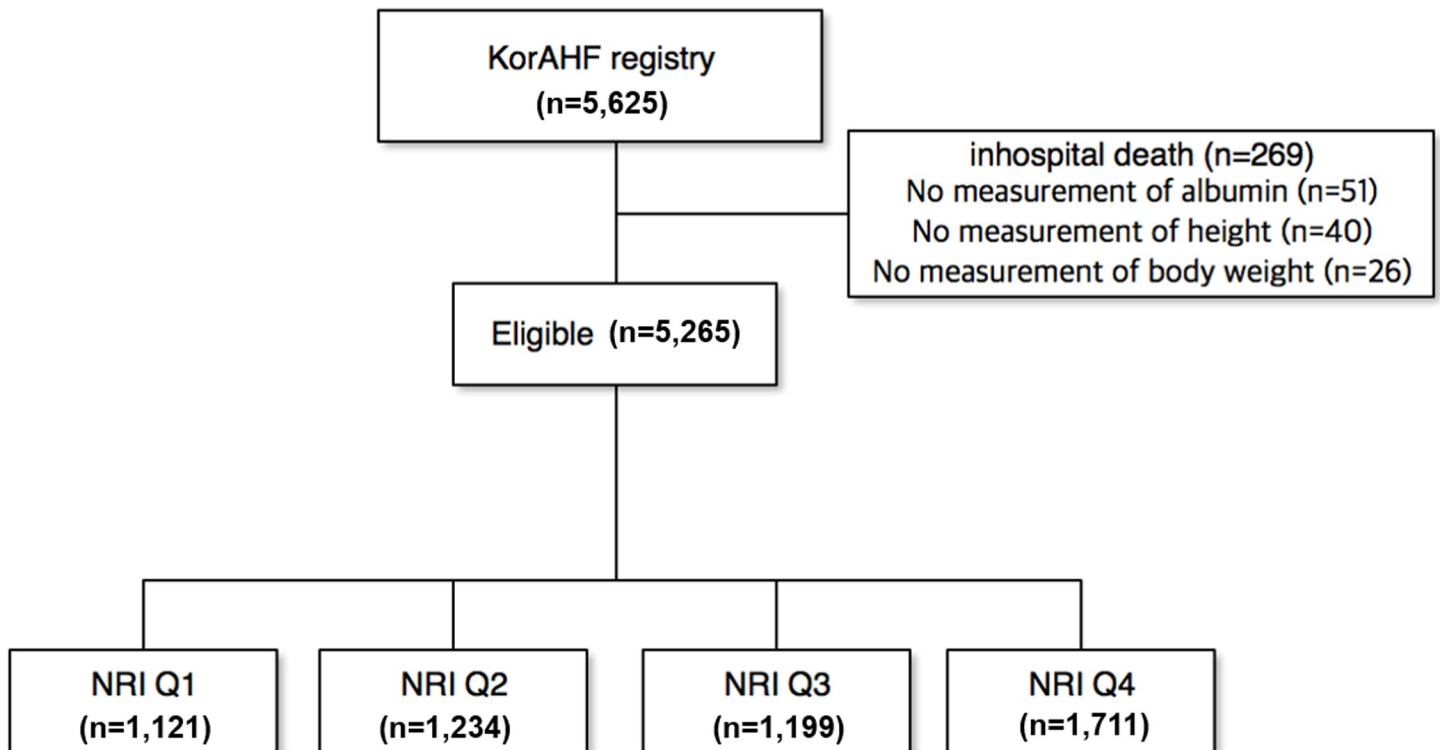 KorAHF registry
(n=5,625)
inhospital death (n=269)
No measurement of albumin (n=51)
No measurement of height (n=40)
No measurement of body weight (n=26)
Eligible (n=5,265)
NRI Q1
(n=1,121)
NRI Q2
(n=1,234)
NRI Q3
(n=1,199)
NRI Q4
(n=1,711)